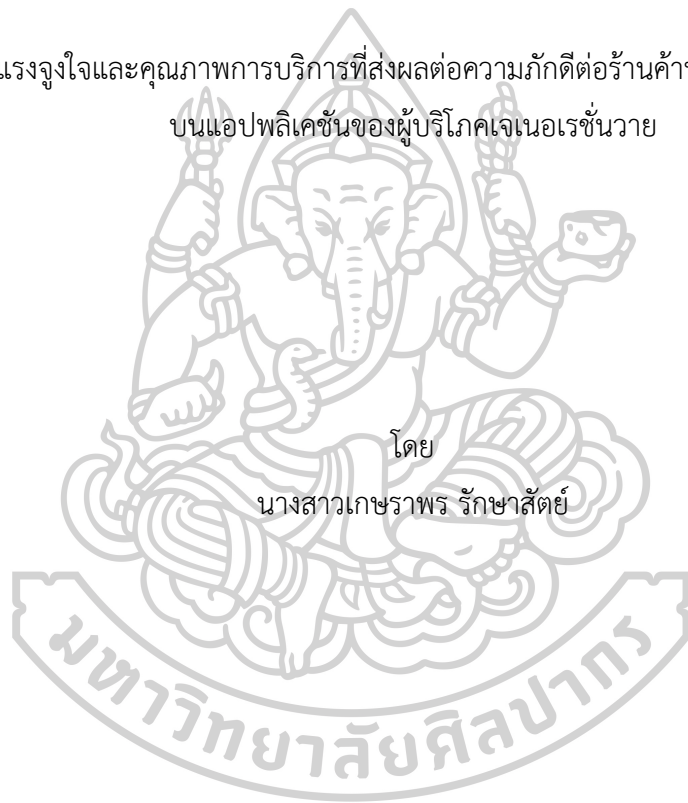 แรงจูงใจและคุณภาพการบริการที่ส่งผลต่อความภักดีต่อร้านค้า
บนแอปพลิเคชันของผู้บริโภคเจเนอเรชั่นวาย
โดย
นางสาวเกษราพร รักษาสัตย์
มหาวิทยาลัยศิลปากร